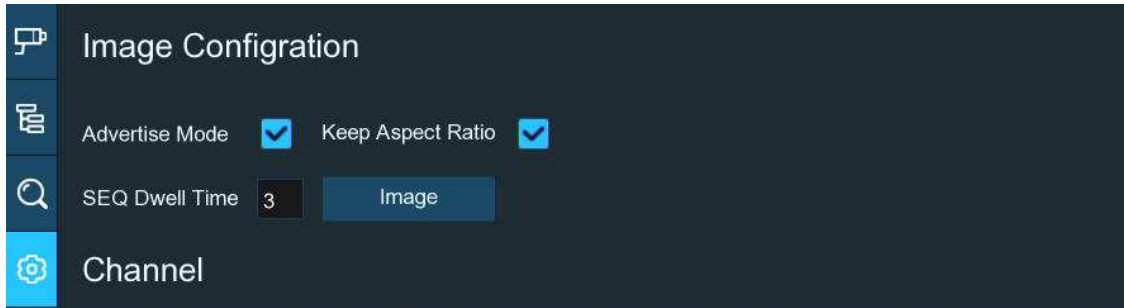 Image Configration
Advertise Mode Keep Aspect Ratio
SEQ Dwell Time 3 Image
Channel